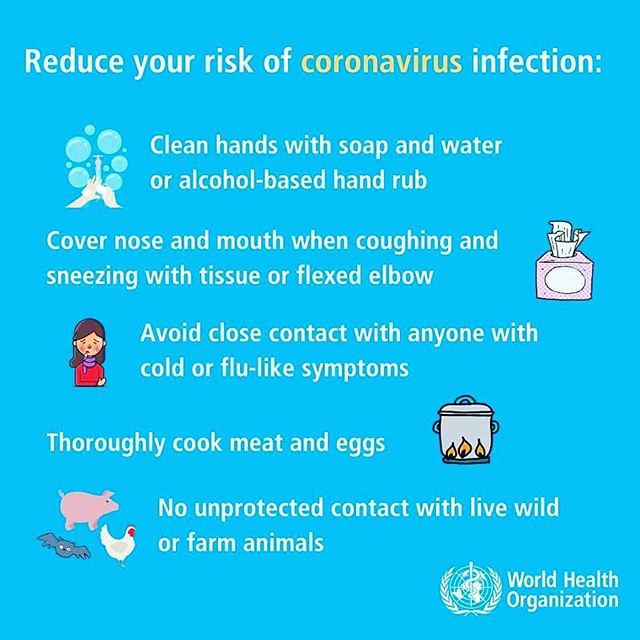 Reduce your risk of coronavirus infection:
Clean hands with soap and water
or alcohol-based hand rub
Cover nose and mouth when coughing and
sneezing with tissue or flexed elbow
Avoid close contact with anyone with
cold or flu-like symptoms
Thoroughly cook meat and eggs
No unprotected contact with live wild
or farm animals
World Health
Organization